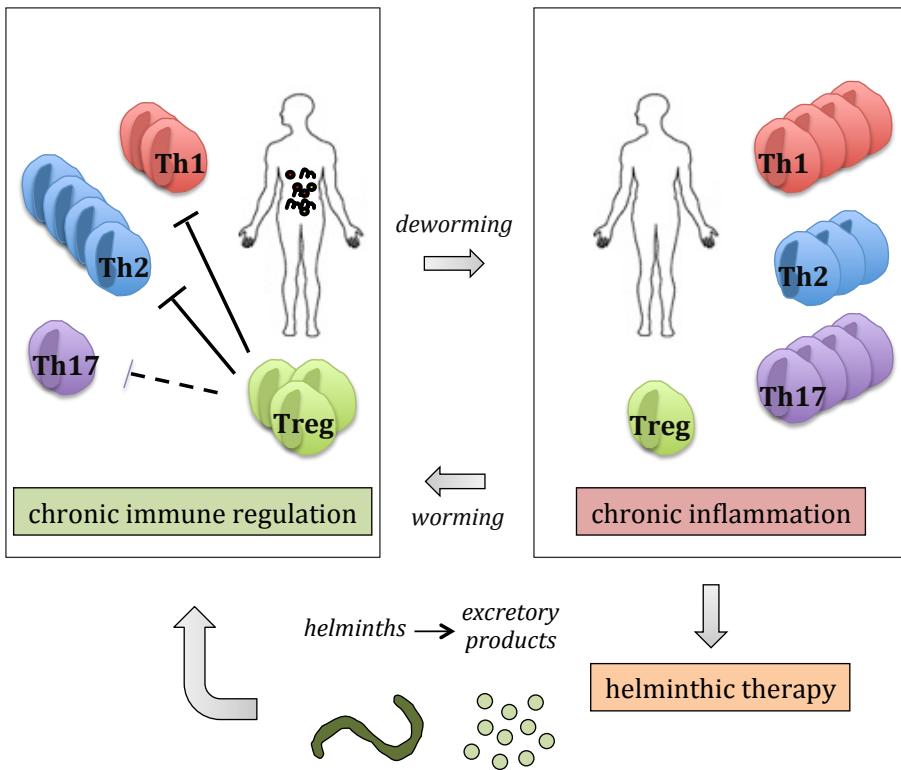 Th1
Th2
Th17
Treg
chronic immune regulation
deworming
worming
Th1
Th2
Th17
Treg
chronic inflammation
helminths
excretory
products
helminthic therapy